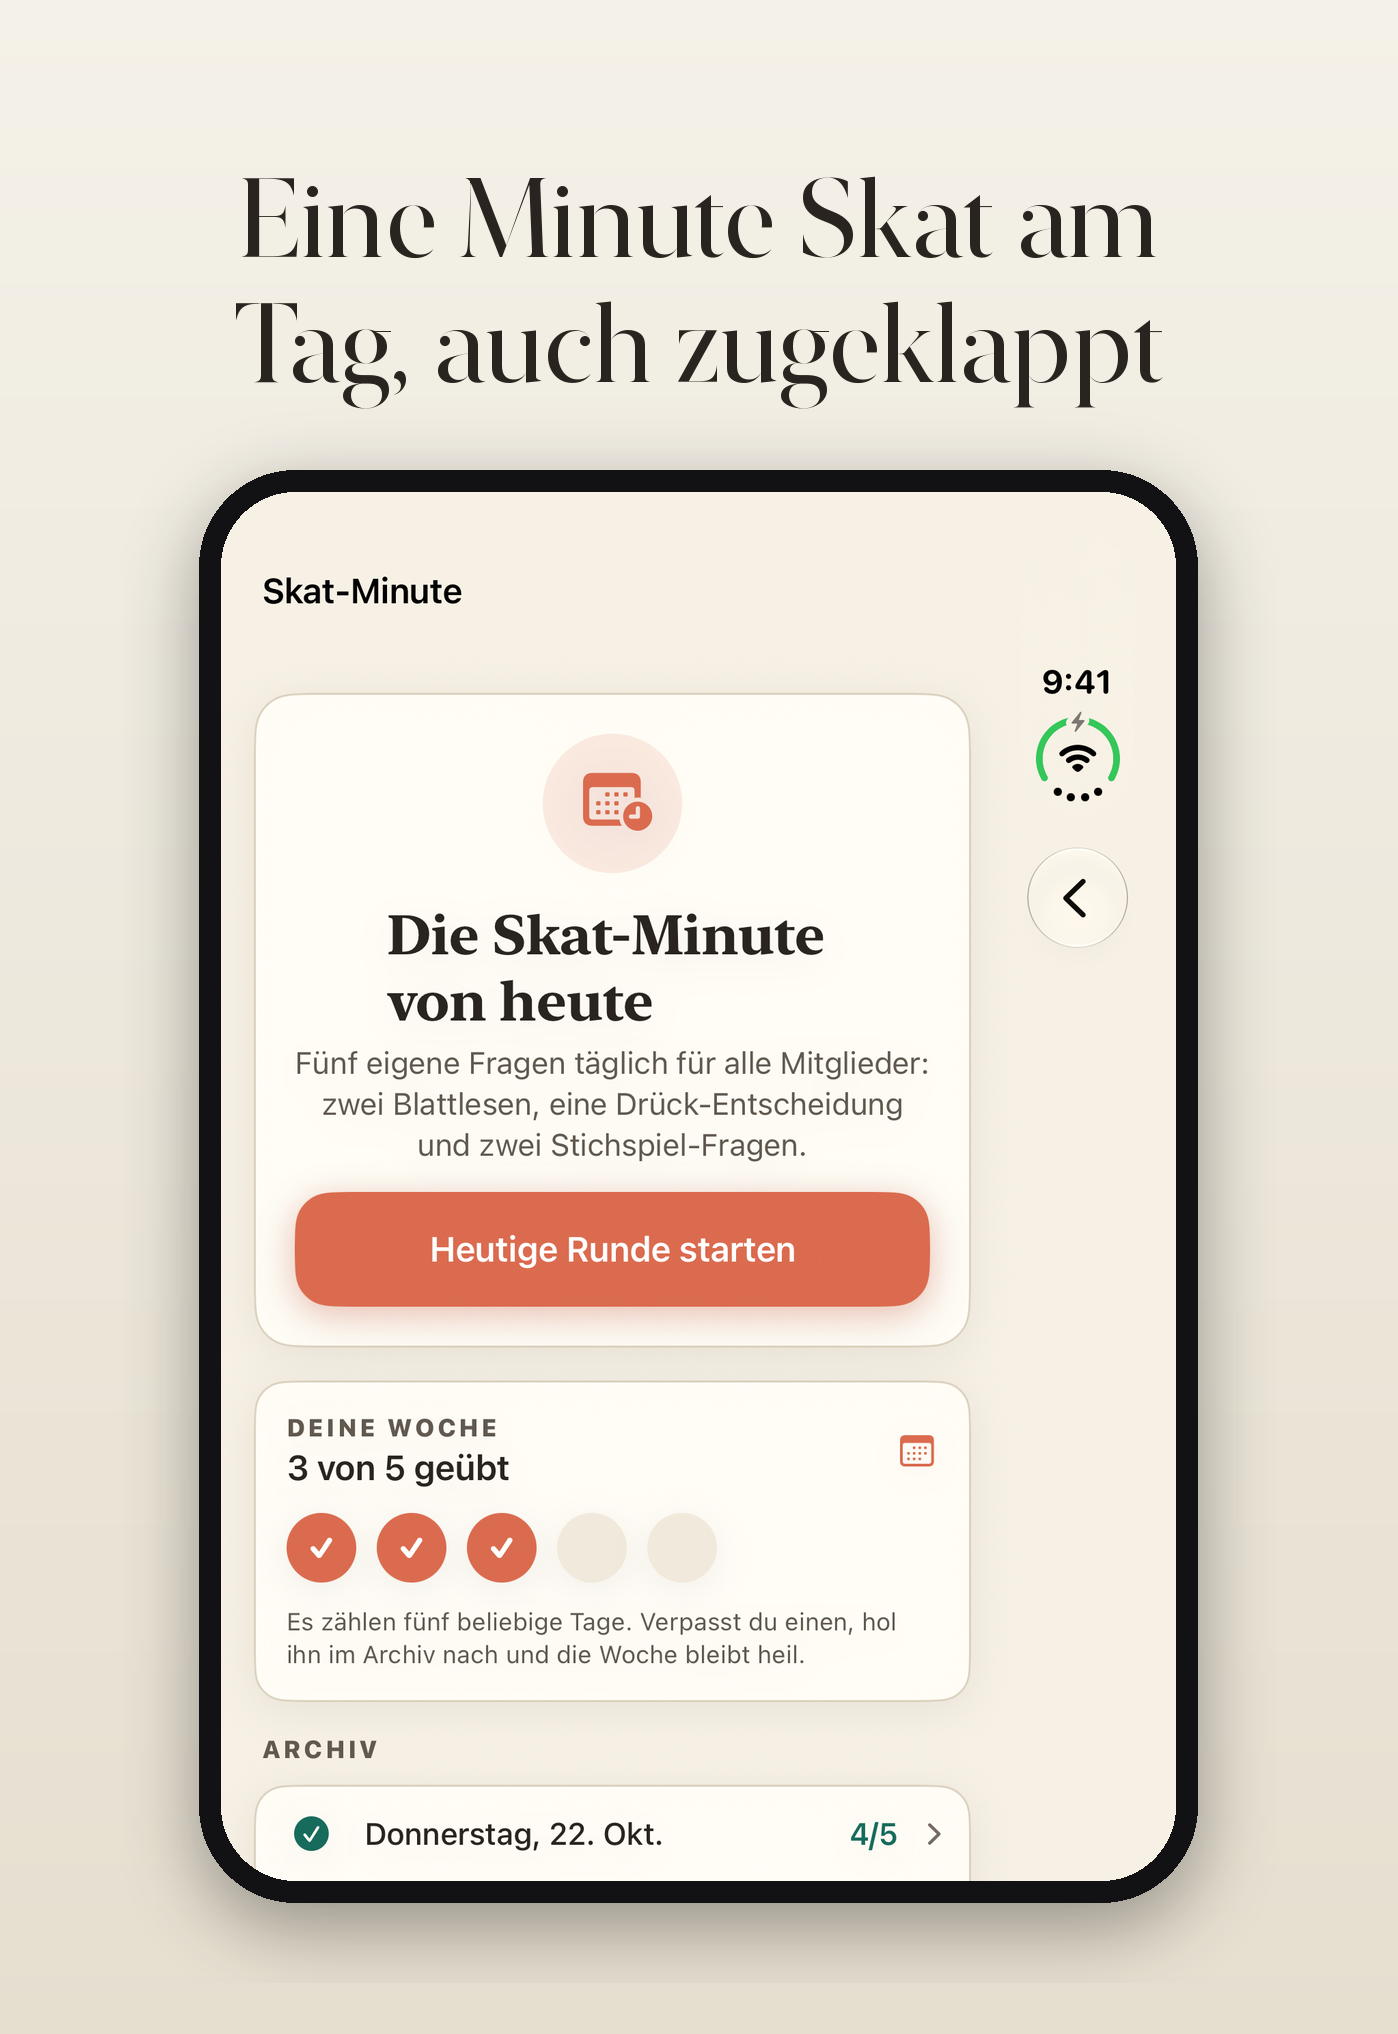 Eine Minute Skat am
Tag, auch zugeklappt
Skat-Minute
9:41
Die Skat-Minute
von heute
Fünf eigene Fragen täglich für alle Mitglieder:
zwei Blattlesen, eine Drück-Entscheidung
und zwei Stichspiel-Fragen.
Heutige Runde starten
DEINE WOCHE
3 von 5 geübt
Es zählen fünf beliebige Tage. Verpasst du einen, hol
ihn im Archiv nach und die Woche bleibt heil.
ARCHIV
Donnerstag, 22. Okt. 4/5